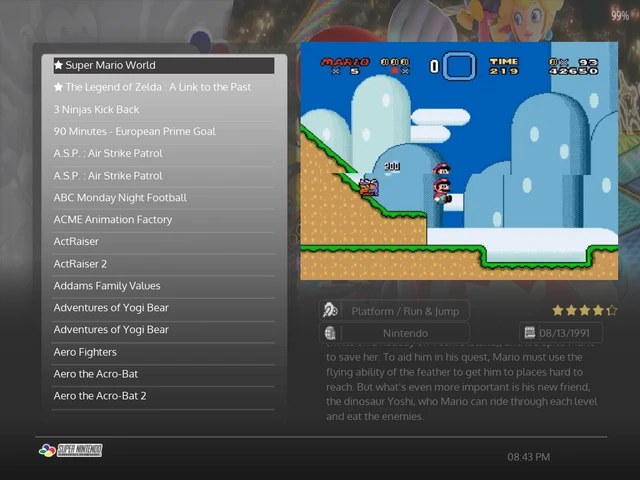 99%
★ Super Mario World
★ The Legend of Zelda : A Link to the Past
3 Ninjas Kick Back
90 Minutes - European Prime Goal
A.S.P. : Air Strike Patrol
A.S.P. : Air Strike Patrol
ABC Monday Night Football
ACME Animation Factory
ActRaiser
ActRaiser 2
Addams Family Values
Adventures of Yogi Bear
Adventures of Yogi Bear
Aero Fighters
Aero the Acro-Bat
Aero the Acro-Bat 2
MARIO 0 TIME
x 5 219 42650
200
Platform / Run & Jump
Nintendo 08/13/1991
to save her. To aid him in his quest, Mario must use the
flying ability of the feather to get him to places hard to
reach. But what's even more important is his new friend,
the dinosaur Yoshi, who Mario can ride through each level
and eat the enemies.
SUPER NINTENDO
08:43 PM